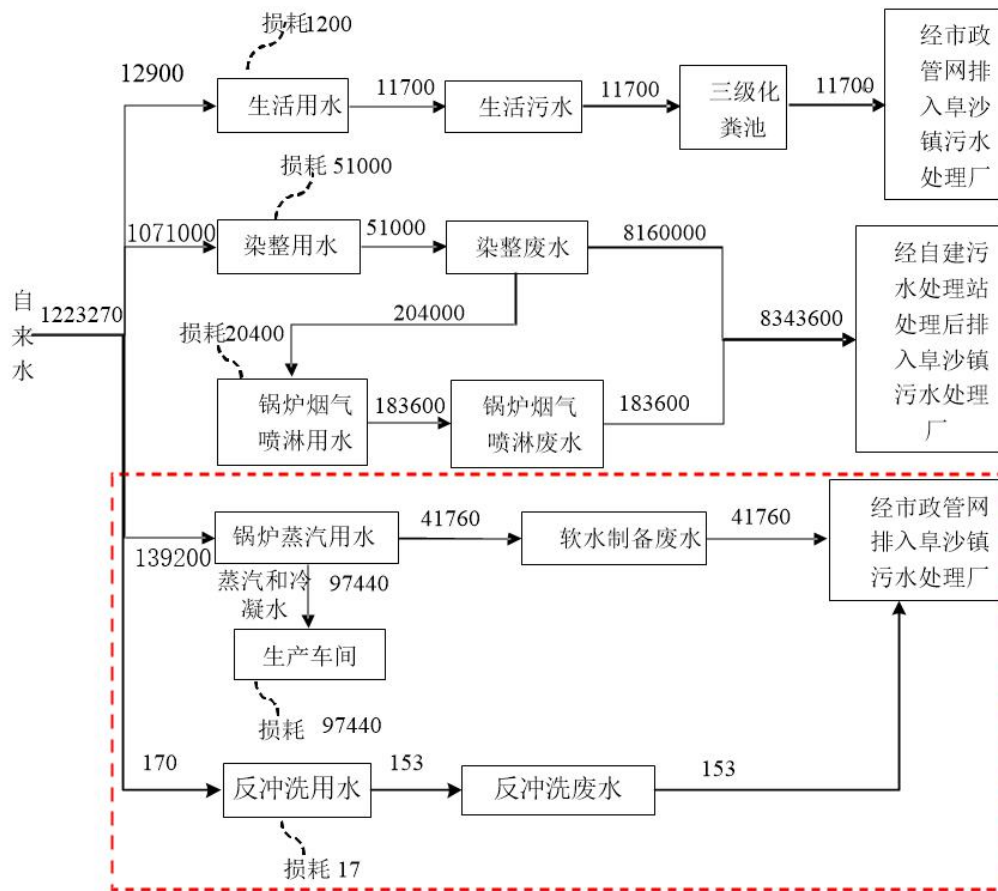 损耗1200
12900
生活用水
11700
生活污水
11700
三级化
粪池
11700
经市政
管网排
入阜沙
镇污水
处理厂
损耗 51000
1071000
染整用水
51000
染整废水
8160000
经自建污
水处理站
处理后排
入阜沙镇
污水处理
厂
自
来
水
1223270
204000
8343600
损耗20400
锅炉烟气
喷淋用水
183600
锅炉烟气
喷淋废水
183600
139200
锅炉蒸汽用水
41760
软水制备废水
41760
经市政管网
排入阜沙镇
污水处理厂
蒸汽和冷
凝水
97440
生产车间
损耗 97440
170
反冲洗用水
153
反冲洗废水
153
损耗 17